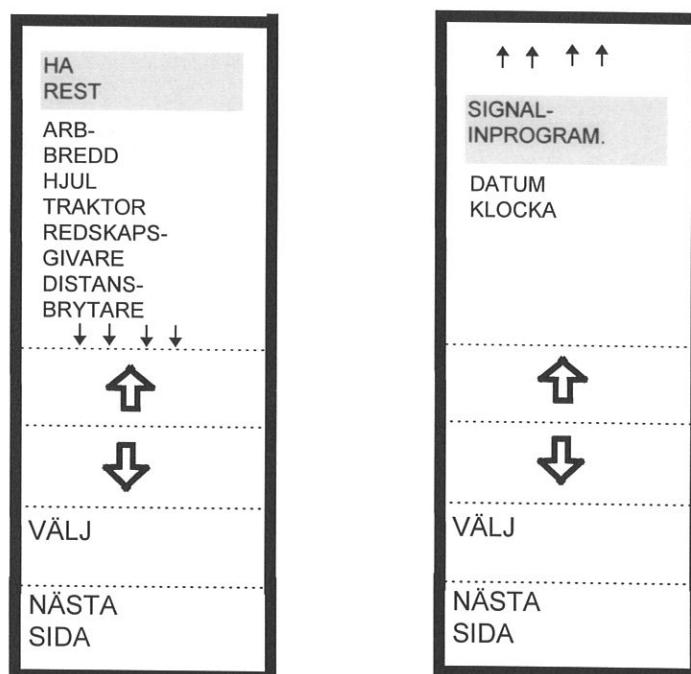 HA
REST
ARB-
BREDD
HJUL
TRAKTOR
REDSKAPS-
GIVARE
DISTANS-
BRYTARE
VÄLJ
NÄSTA
SIDA
SIGNAL-
INPROGRAM.
DATUM
KLOCKA
VÄLJ
NÄSTA
SIDA